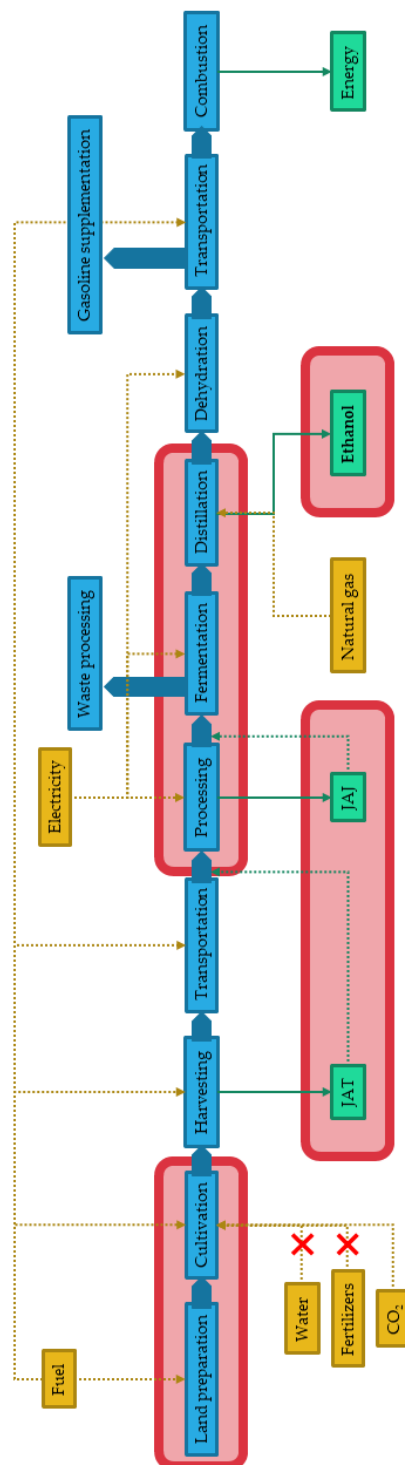 Fuel
Electricity
Waste processing
Gasoline supplementation
Land preparation
Cultivation
Harvesting
Transportation
Processing
Fermentation
Distillation
Dehydration
Transportation
Combustion
Water
Fertilizers
CO₂
JAT
JAJ
Natural gas
Ethanol
Energy